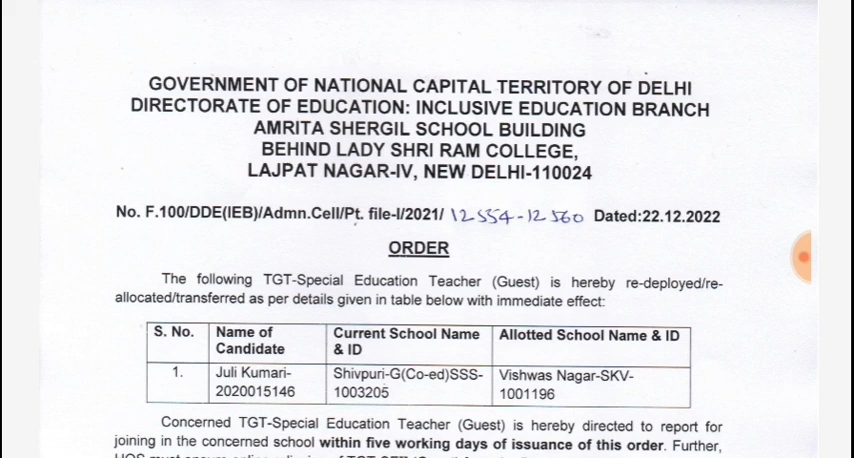 GOVERNMENT OF NATIONAL CAPITAL TERRITORY OF DELHI
DIRECTORATE OF EDUCATION: INCLUSIVE EDUCATION BRANCH
AMRITA SHERGIL SCHOOL BUILDING
BEHIND LADY SHRI RAM COLLEGE,
LAJPAT NAGAR-IV, NEW DELHI-110024
No. F.100/DDE(IEB)/Admn.Cell/Pt. file-I/2021/ 12554-12560 Dated:22.12.2022
ORDER
The following TGT-Special Education Teacher (Guest) is hereby re-deployed/re-
allocated/transferred as per details given in table below with immediate effect:
S. No. Name of Candidate Current School Name & ID Allotted School Name & ID
1. Juli Kumari-2020015146 Shivpuri-G(Co-ed)SSS-1003205 Vishwas Nagar-SKV-1001196
Concerned TGT-Special Education Teacher (Guest) is hereby directed to report for
joining in the concerned school within five working days of issuance of this order. Further,